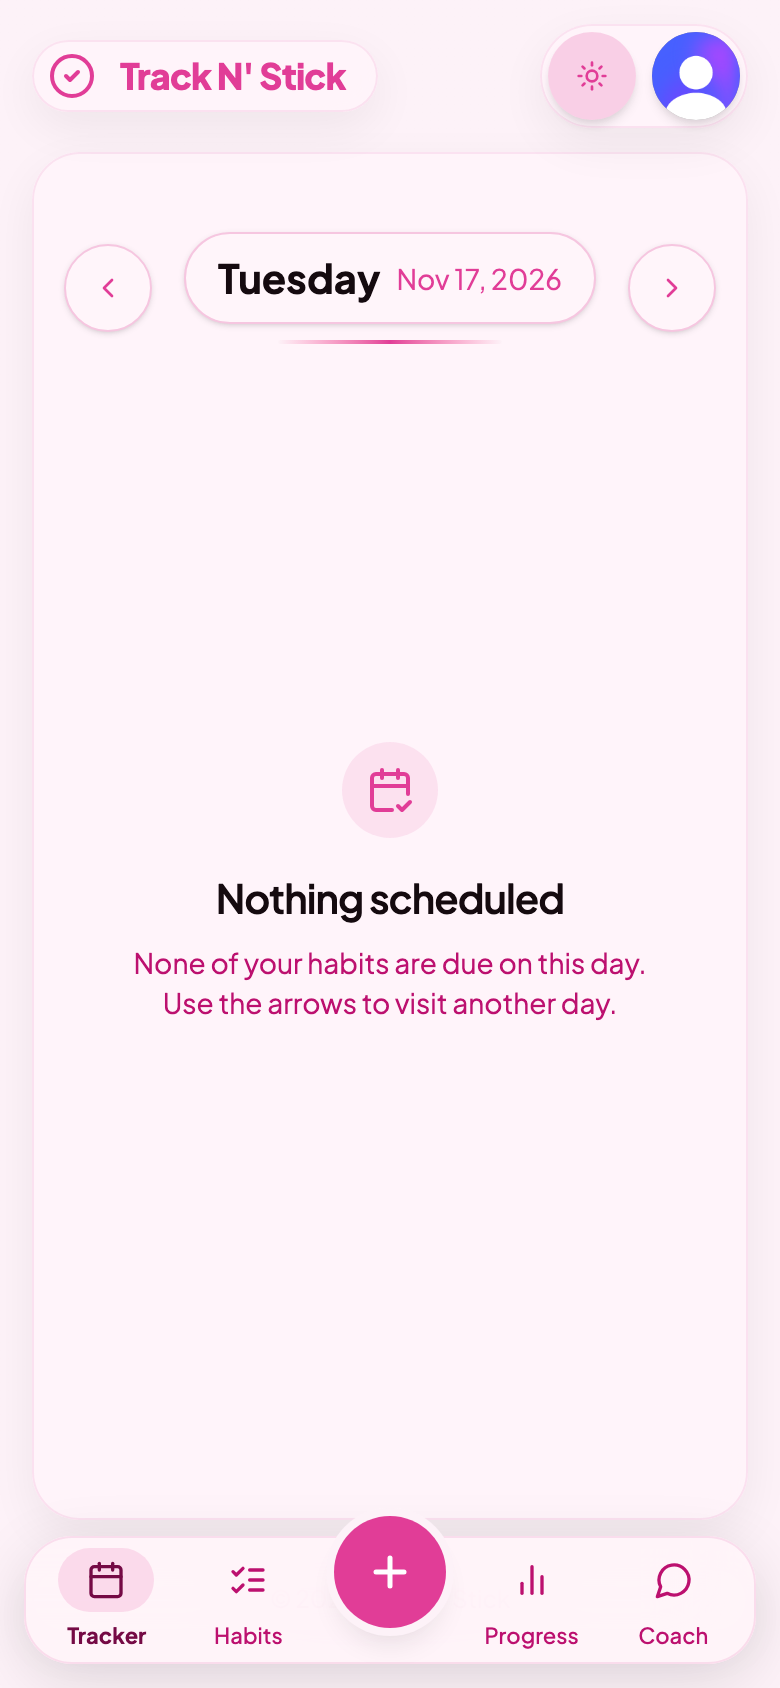 Track N' Stick
Tuesday Nov 17, 2026
Nothing scheduled
None of your habits are due on this day.
Use the arrows to visit another day.
Tracker
Habits
Progress
Coach